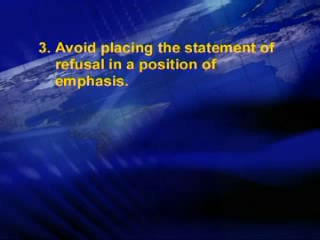 3. Avoid placing the statement of
refusal in a position of
emphasis.